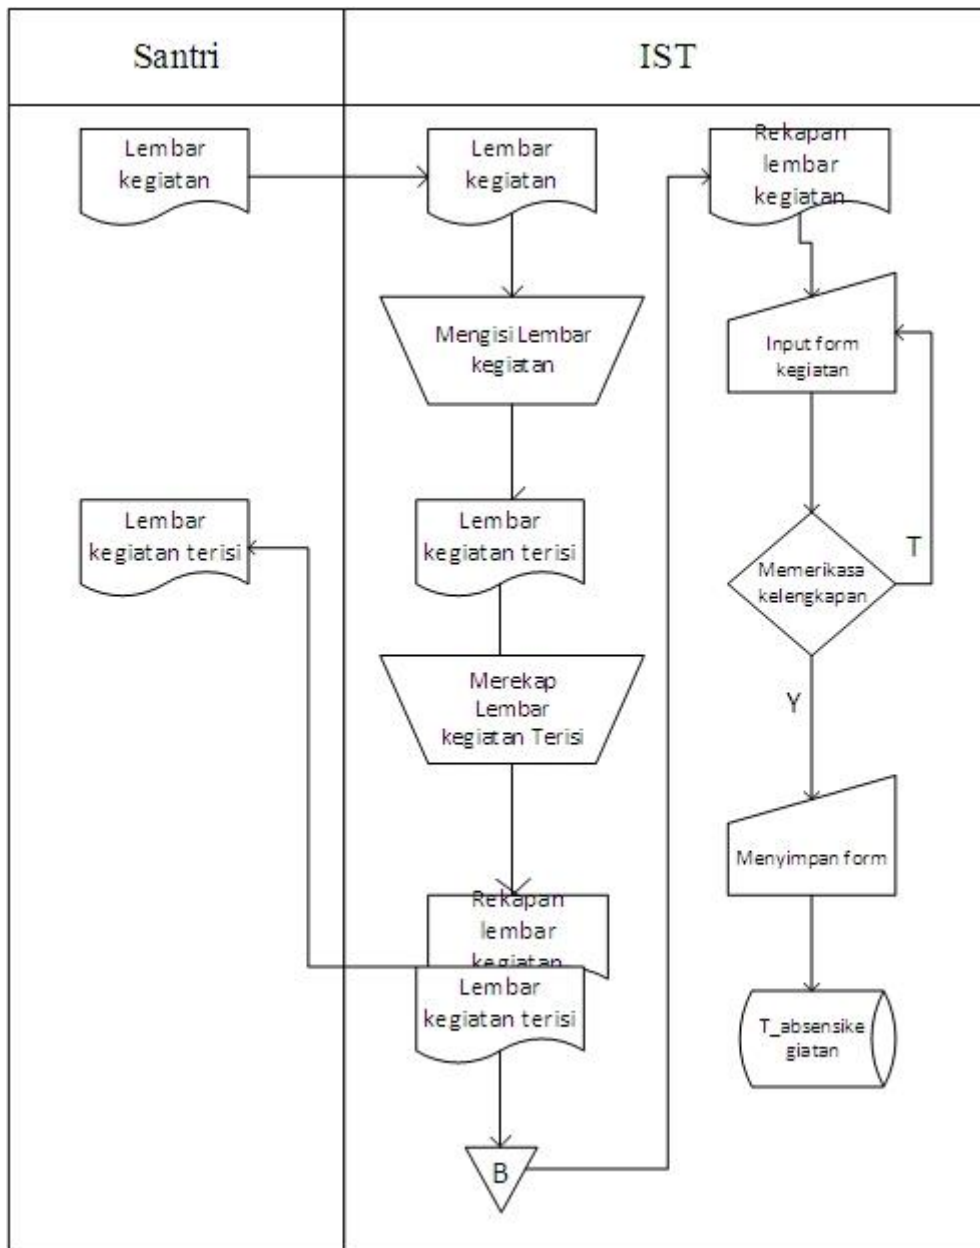 Santri
IST
Lembar
kegiatan
Lembar
kegiatan
Rekapan
lembar
kegiatan
Mengisi Lembar
kegiatan
Input form
kegiatan
Lembar
kegiatan terisi
Lembar
kegiatan terisi
T
Memerikasa
kelengkapan
Merekap
Lembar
kegiatan Terisi
Y
Menyimpan form
Rekapan
lembar
kegiatan
Lembar
kegiatan terisi
T_absensike
giatan
B